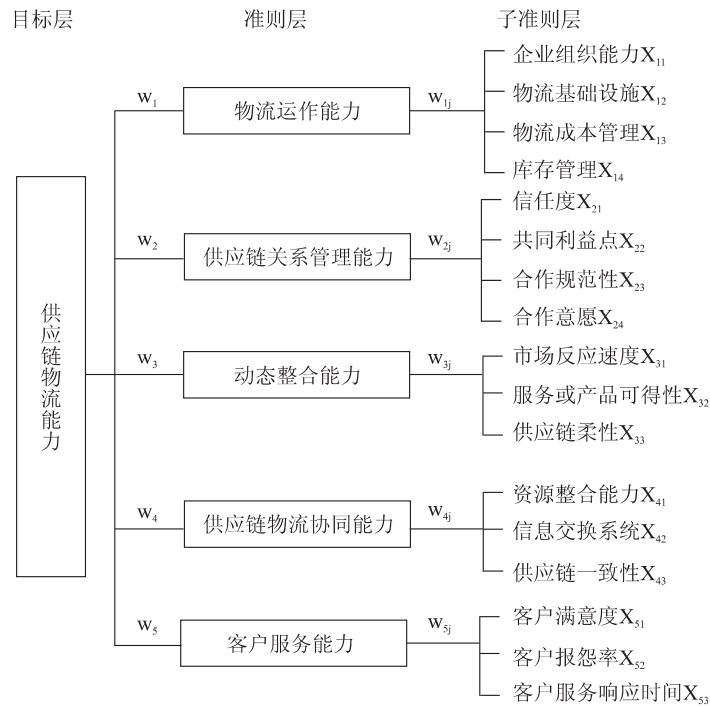 目标层 准则层 子准则层
供应链物流能力
w₁ 物流运作能力 w₁ⱼ
企业组织能力X₁₁
物流基础设施X₁₂
物流成本管理X₁₃
库存管理X₁₄
w₂ 供应链关系管理能力 w₂ⱼ
信任度X₂₁
共同利益点X₂₂
合作规范性X₂₃
合作意愿X₂₄
w₃ 动态整合能力 w₃ⱼ
市场反应速度X₃₁
服务或产品可得性X₃₂
供应链柔性X₃₃
w₄ 供应链物流协同能力 w₄ⱼ
资源整合能力X₄₁
信息交换系统X₄₂
供应链一致性X₄₃
w₅ 客户服务能力 w₅ⱼ
客户满意度X₅₁
客户报怨率X₅₂
客户服务响应时间X₅₃